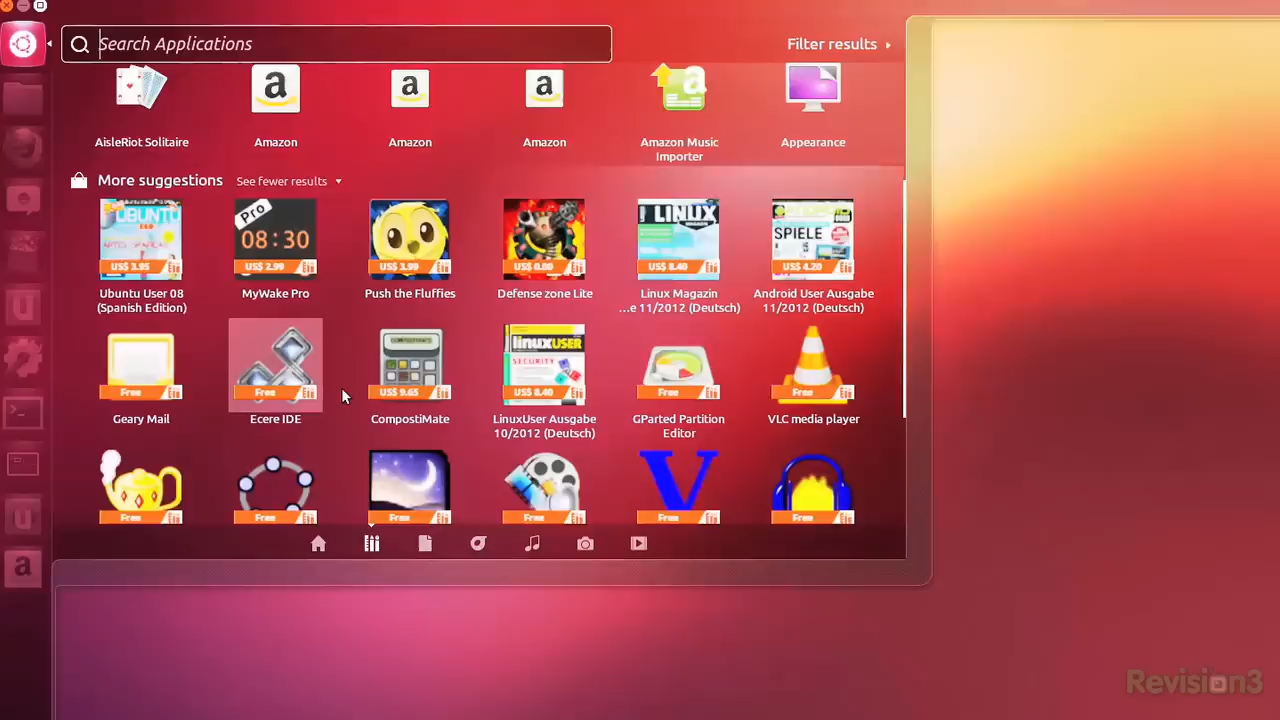 Search Applications
Filter results
AisleRiot Solitaire
Amazon
Amazon
Amazon
Amazon Music
Importer
Appearance
More suggestions
See fewer results
UBUNTU
US$ 3.95
Pro
08:30
US$ 2.99
US$ 3.99
US$ 0.00
LINUX
US$ 8.40
SPIELE
US$ 4.20
Ubuntu User 08
(Spanish Edition)
MyWake Pro
Push the Fluffies
Defense zone Lite
Linux Magazin
...e 11/2012 (Deutsch)
Android User Ausgabe
11/2012 (Deutsch)
Free
Free
US$ 9.65
linuxUSER
SECURITY
US$ 8.40
Free
Free
Geary Mail
Ecere IDE
CompostiMate
LinuxUser Ausgabe
10/2012 (Deutsch)
GParted Partition
Editor
VLC media player
Free
Free
Free
Free
V
Free
Free
Revision3